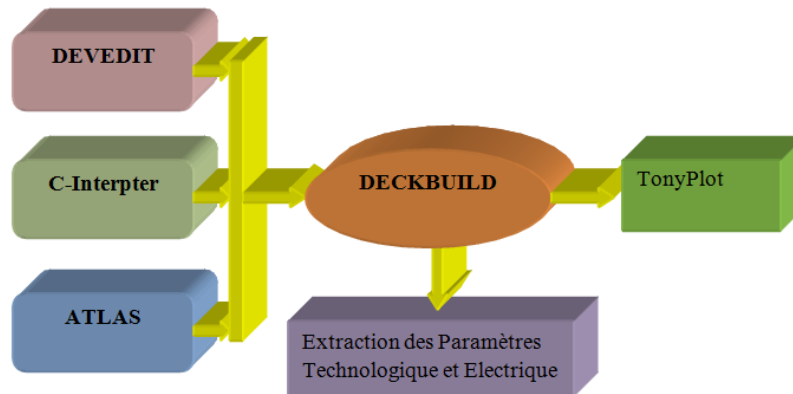 DEVEDIT
C-Interpter
ATLAS
DECKBUILD
TonyPlot
Extraction des Paramètres
Technologique et Electrique